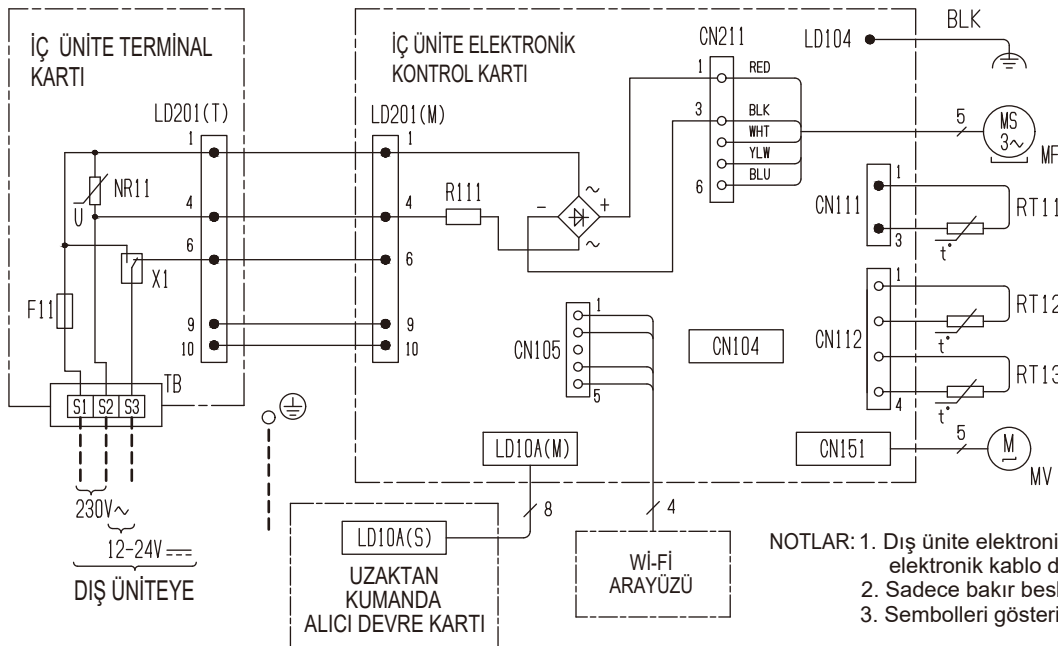 İÇ ÜNİTE TERMİNAL
KARTI
İÇ ÜNİTE ELEKTRONİK
KONTROL KARTI
CN211
LD104
BLK
LD201(T)
LD201(M)
1
RED
3
BLK
WHT
YLW
BLU
6
5
MS
3~
MF
1
4
6
9
10
1
4
6
9
10
NR11
U
R111
~
+
-
~
X1
F11
CN111
1
3
RT11
t°
CN112
1
4
RT12
t°
RT13
t°
CN105
1
5
CN104
TB
S1 S2 S3
230V~
12-24V
DIŞ ÜNİTEYE
LD10A(M)
8
4
CN151
5
M
MV
LD10A(S)
UZAKTAN
KUMANDA
ALICI DEVRE KARTI
Wİ-Fİ
ARAYÜZÜ
NOTLAR: 1. Dış ünite
elektronik kablo
2. Sadece bakır
3. Sembolleri